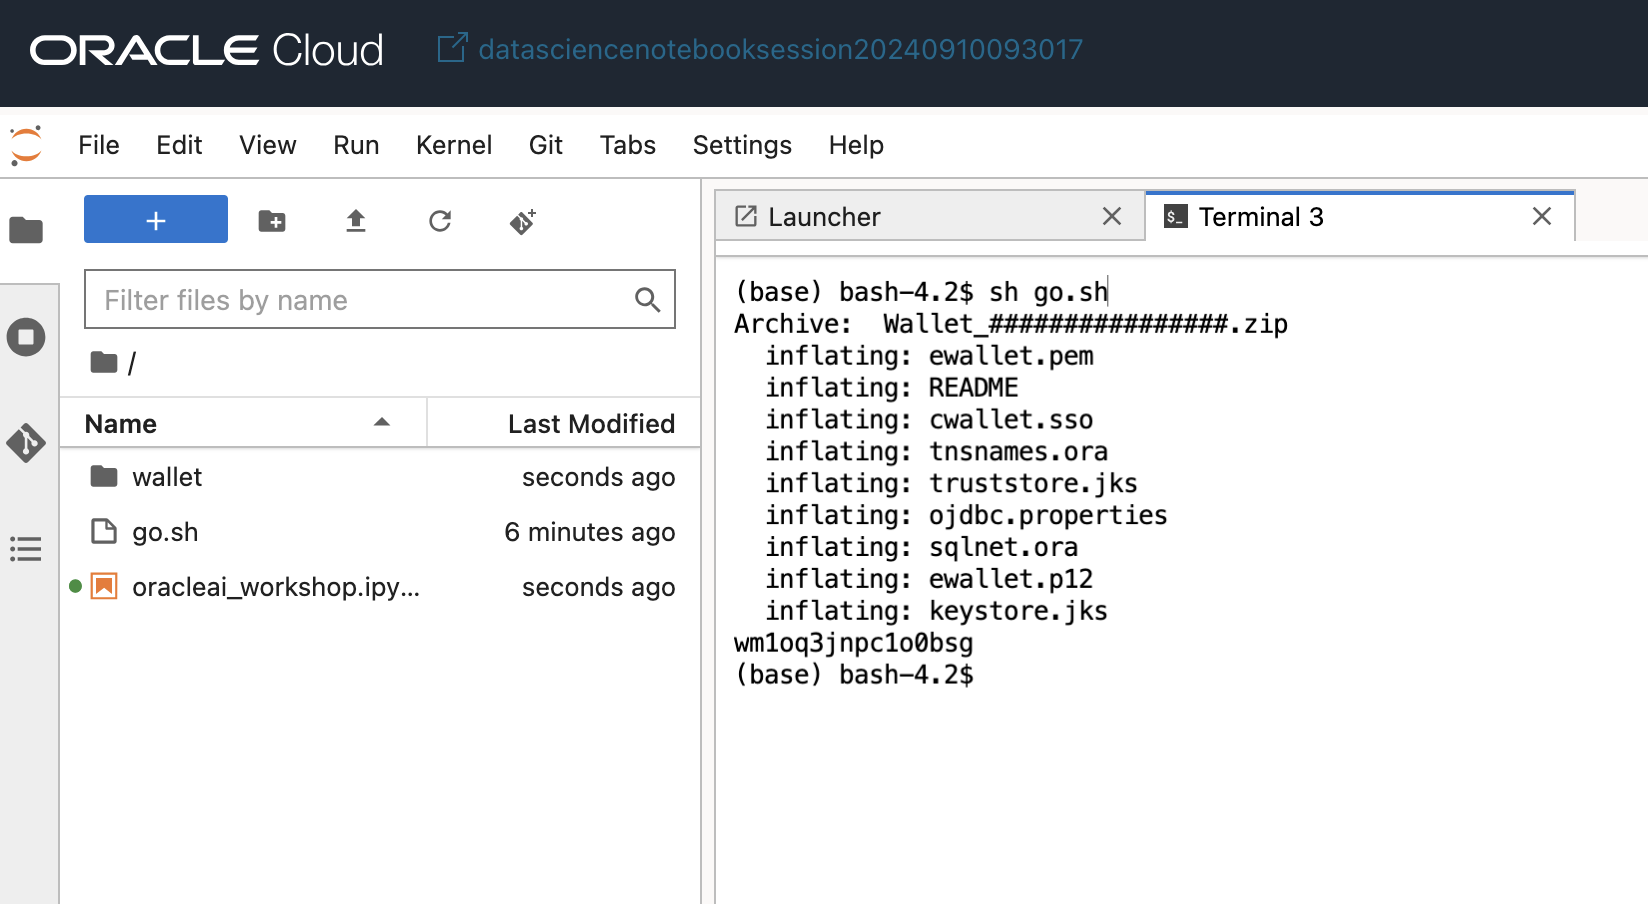 ORACLE Cloud datasciencenotebooksession20240910093017
File Edit View Run Kernel Git Tabs Settings Help
Launcher
$_ Terminal 3
Filter files by name
/
Name Last Modified
wallet seconds ago
go.sh 6 minutes ago
oracleai_workshop.ipy... seconds ago
(base) bash-4.2$ sh go.sh
Archive:  Wallet_################.zip
  inflating: ewallet.pem
  inflating: README
  inflating: cwallet.sso
  inflating: tnsnames.ora
  inflating: truststore.jks
  inflating: ojdbc.properties
  inflating: sqlnet.ora
  inflating: ewallet.p12
  inflating: keystore.jks
wm1oq3jnpc1o0bsg
(base) bash-4.2$